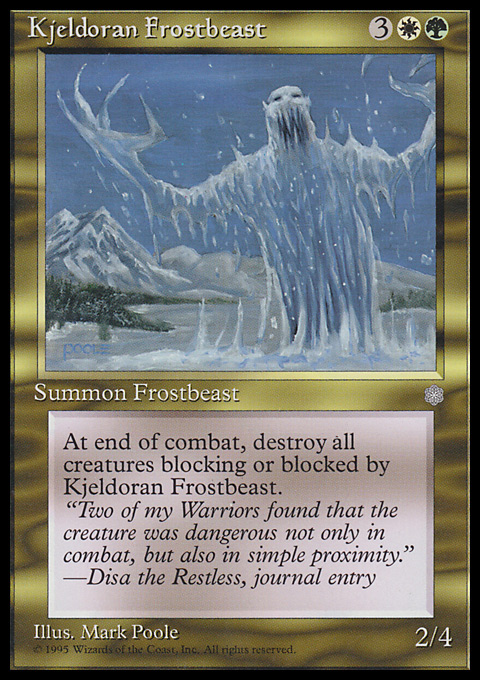 Kjeldoran Frostbeast 3
POOLE
Summon Frostbeast
At end of combat, destroy all
creatures blocking or blocked by
Kjeldoran Frostbeast.
“Two of my Warriors found that the
creature was dangerous not only in
combat, but also in simple proximity.”
—Disa the Restless, journal entry
Illus. Mark Poole
2/4
© 1995 Wizards of the Coast, Inc. All rights reserved.